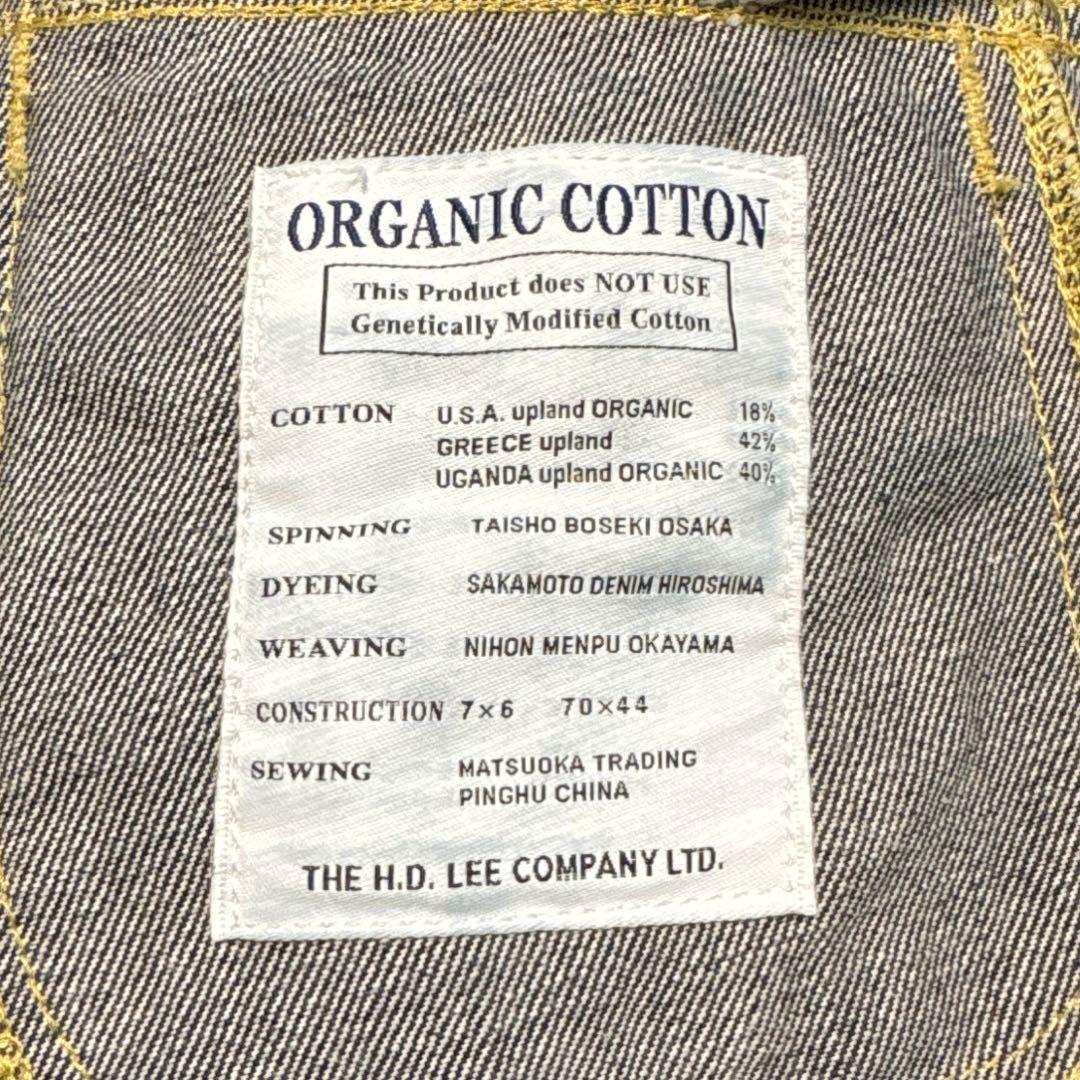 ORGANIC COTTON
This Product does NOT USE
Genetically Modified Cotton
COTTON U.S.A. upland ORGANIC 18%
GREECE upland 42%
UGANDA upland ORGANIC 40%
SPINNING TAISHO BOSEKI OSAKA
DYEING SAKAMOTO DENIM HIROSHIMA
WEAVING NIHON MENPU OKAYAMA
CONSTRUCTION 7×6 70×44
SEWING MATSUOKA TRADING
PINGHU CHINA
THE H.D. LEE COMPANY LTD.